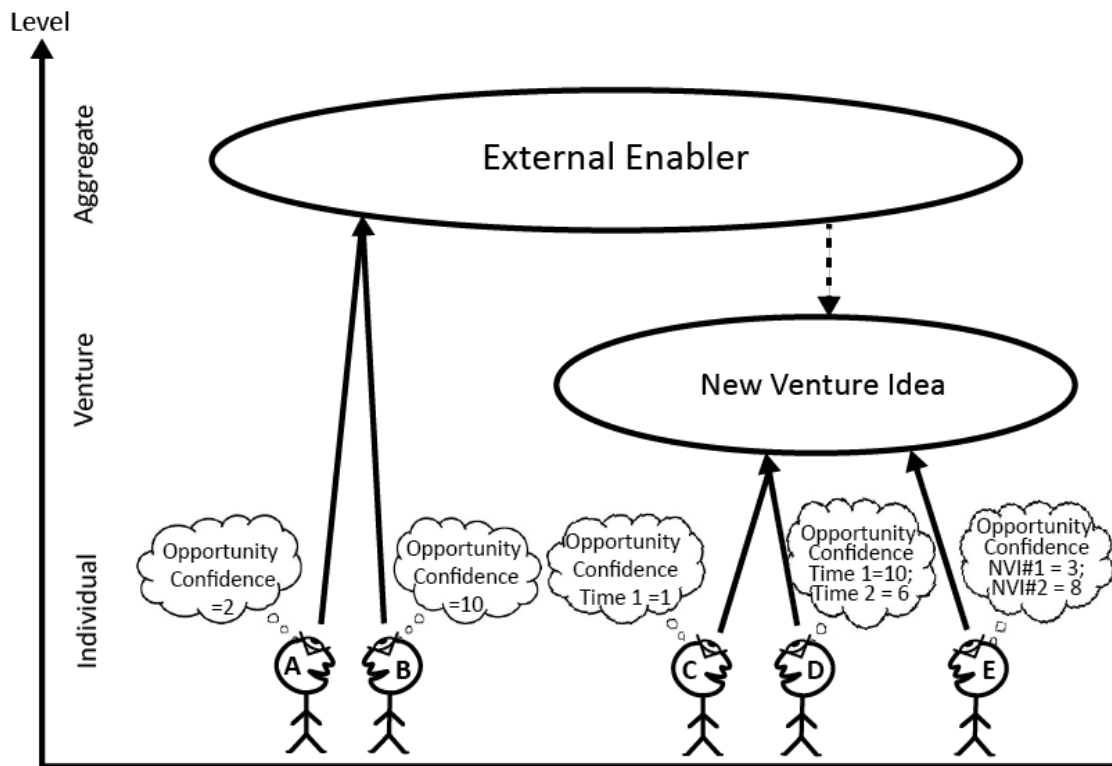 Level
Aggregate
External Enabler
Venture
New Venture Idea
Individual
Opportunity
Confidence
=2
Opportunity
Confidence
=10
Opportunity
Confidence
Time 1 =1
Opportunity
Confidence
Time 1=10;
Time 2 = 6
Opportunity
Confidence
NVI#1 = 3;
NVI#2 = 8
A
B
C
D
E